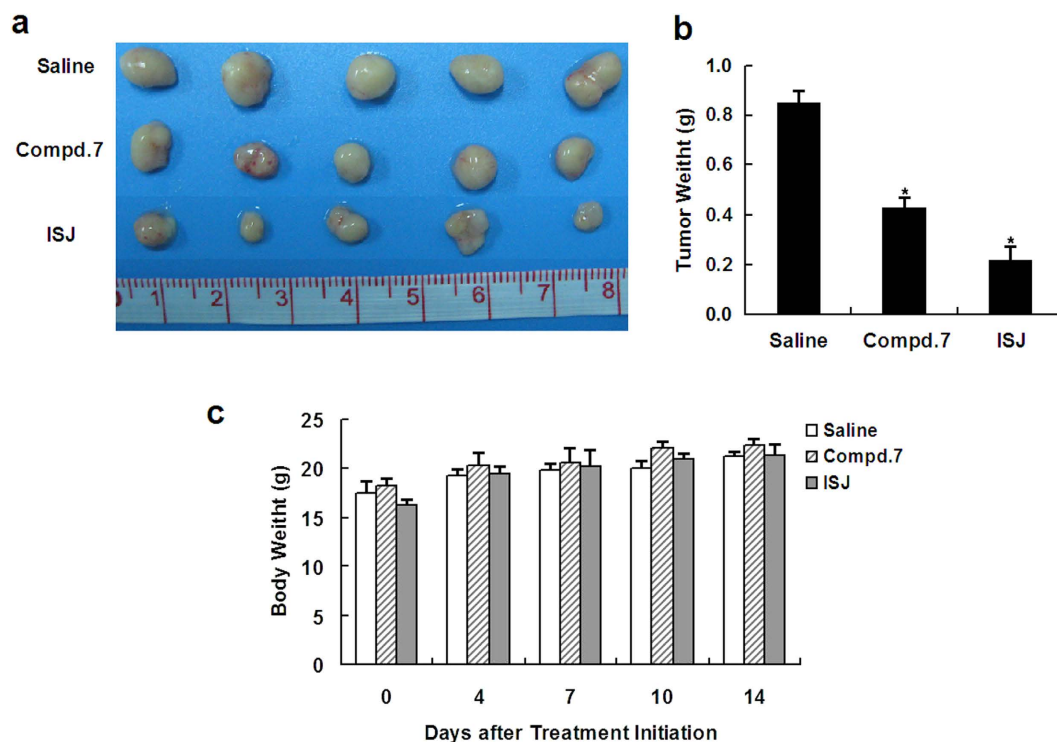 a
Saline
Compd.7
ISJ
1 2 3 4 5 6 7 8
b
Tumor Weitht (g)
1.0
0.8
0.6
0.4
0.2
0.0
*
*
Saline Compd.7 ISJ
c
Body Weitht (g)
25
20
15
10
5
0
Saline
Compd.7
ISJ
0 4 7 10 14
Days after Treatment Initiation